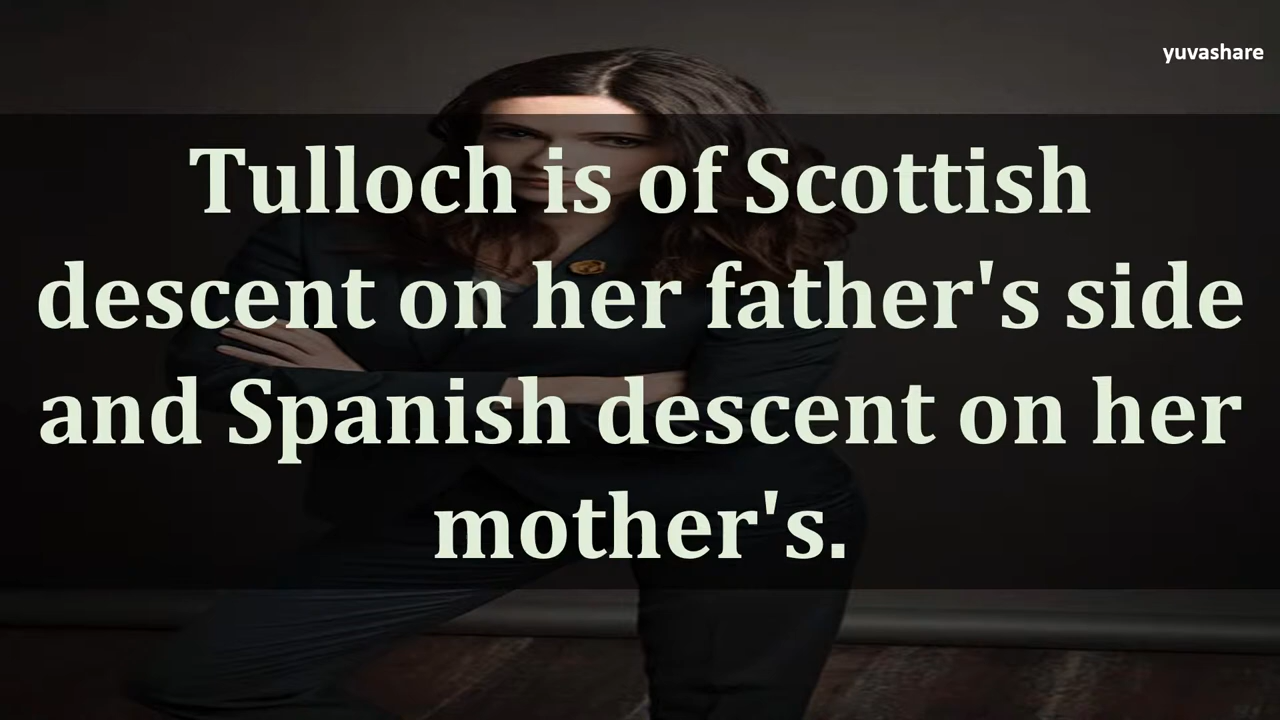 yuvashare
Tulloch is of Scottish
descent on her father's side
and Spanish descent on her
mother's.